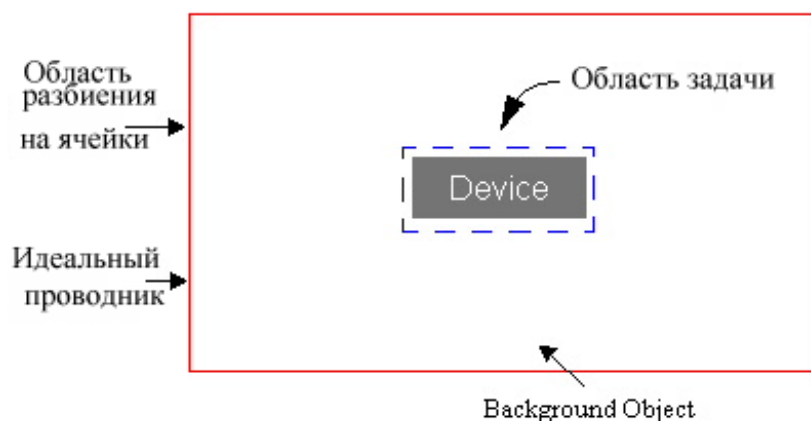 Область
разбиения
на ячейки
Область задачи
Device
Идеальный
проводник
Background Object